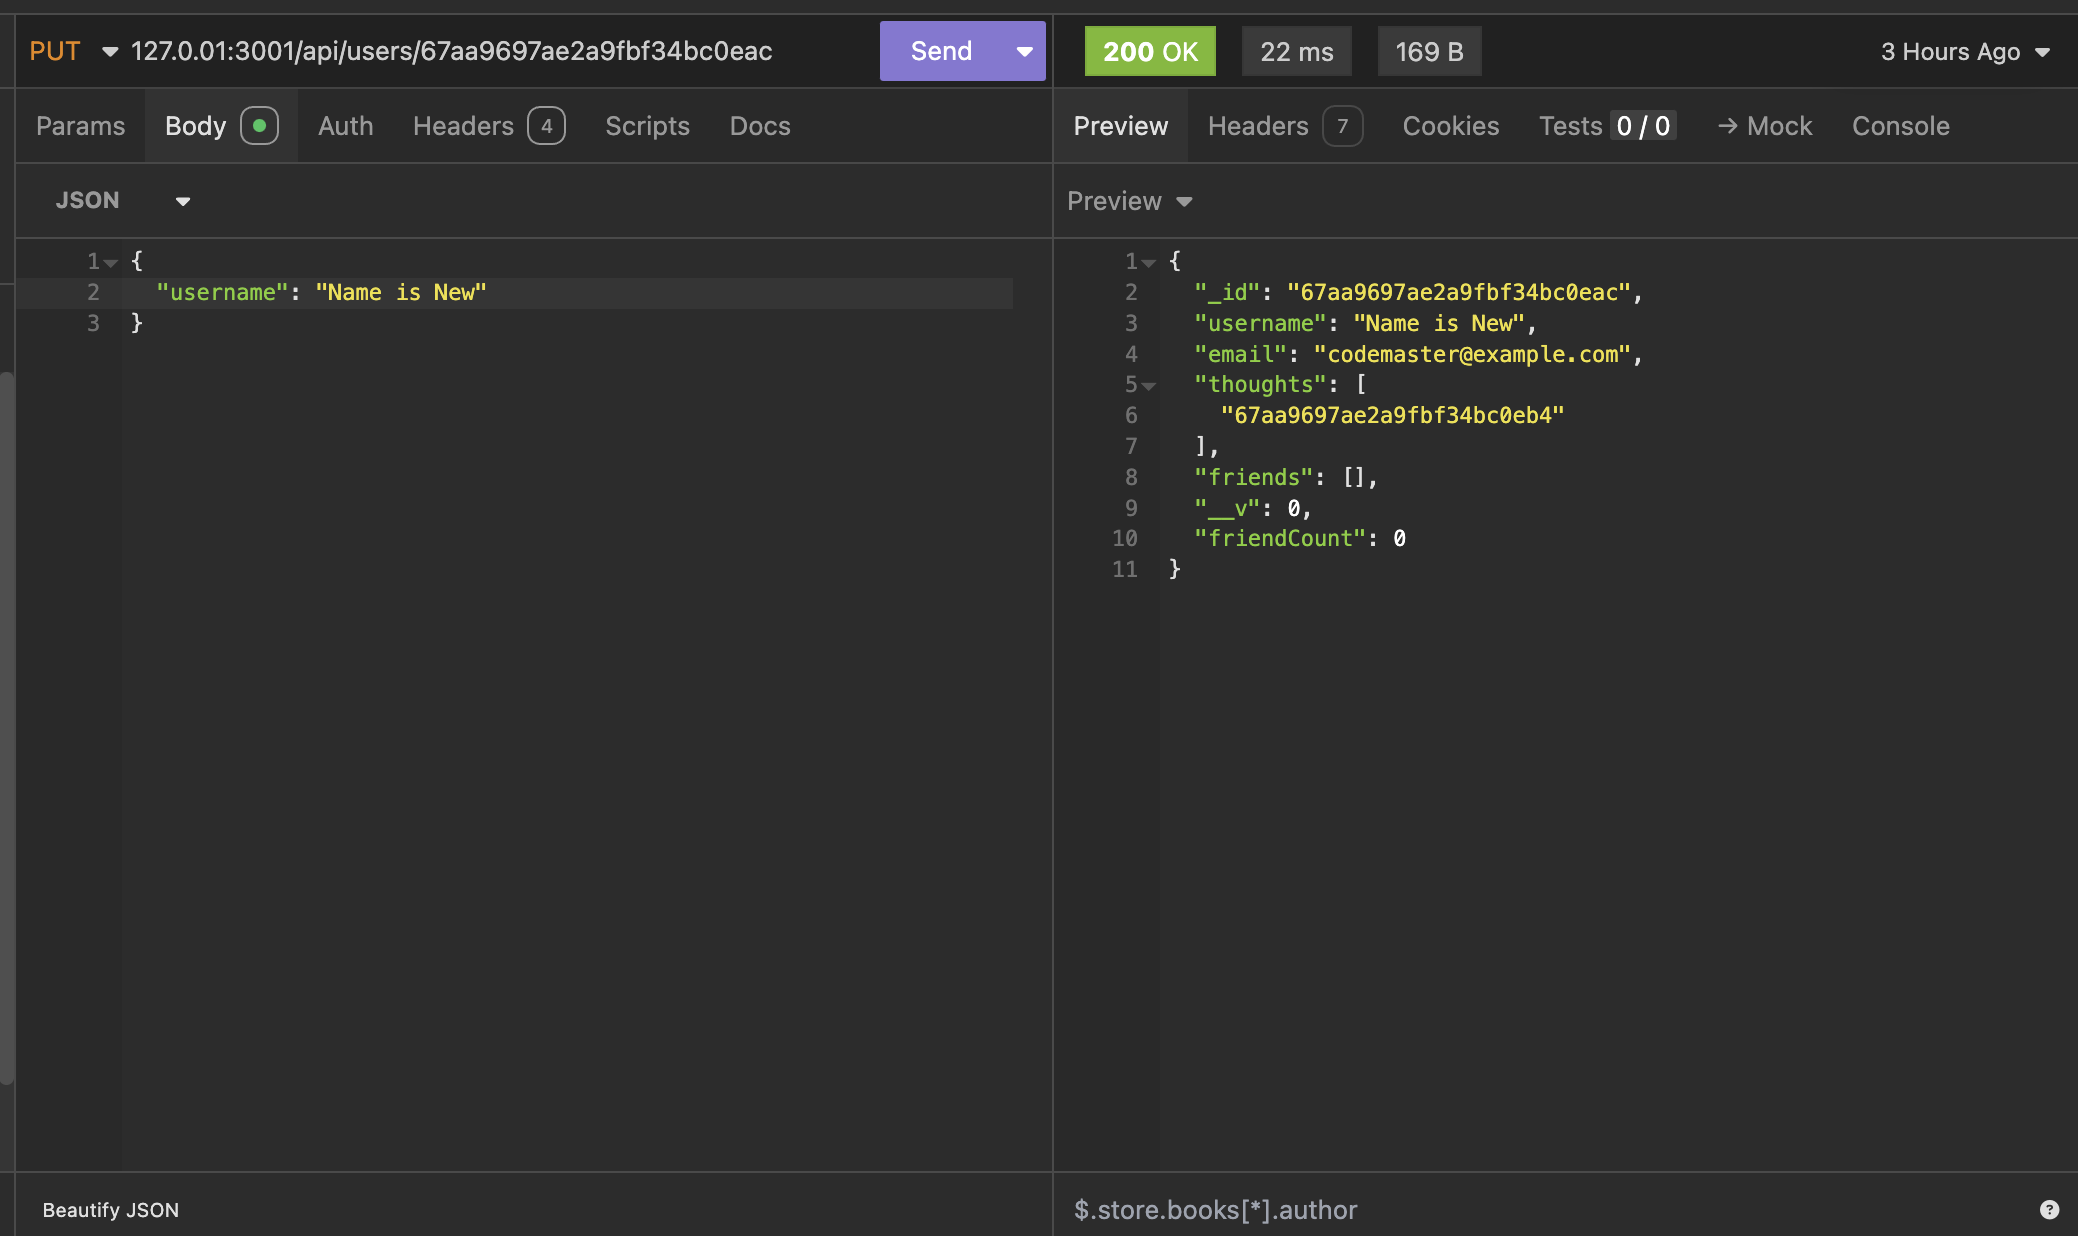 PUT 127.0.01:3001/api/users/67aa9697ae2a9fbf34bc0eac Send
200 OK 22 ms 169 B 3 Hours Ago
Params Body Auth Headers 4 Scripts Docs
Preview Headers 7 Cookies Tests 0 / 0 → Mock Console
JSON
Preview
1 {
2 "username": "Name is New"
3 }
1 {
2 "_id": "67aa9697ae2a9fbf34bc0eac",
3 "username": "Name is New",
4 "email": "codemaster@example.com",
5 "thoughts": [
6 "67aa9697ae2a9fbf34bc0eb4"
7 ],
8 "friends": [],
9 "__v": 0,
10 "friendCount": 0
11 }
Beautify JSON
$.store.books[*].author ?